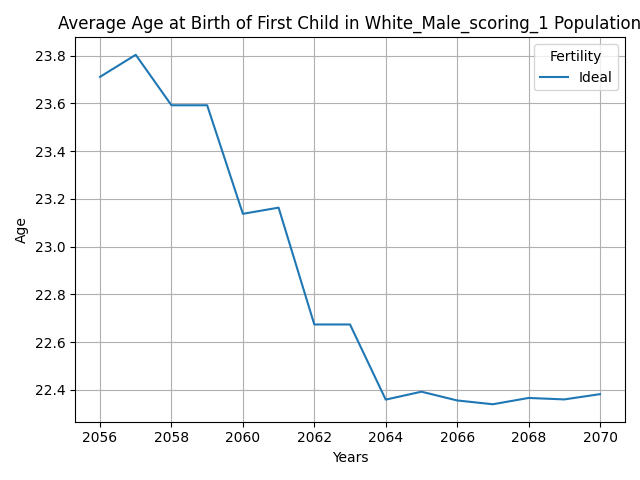 Average Age at Birth of First Child in White_Male_scoring_1 Population
Fertility
Ideal
23.8
23.6
23.4
23.2
23.0
22.8
22.6
22.4
Age
2056 2058 2060 2062 2064 2066 2068 2070
Years